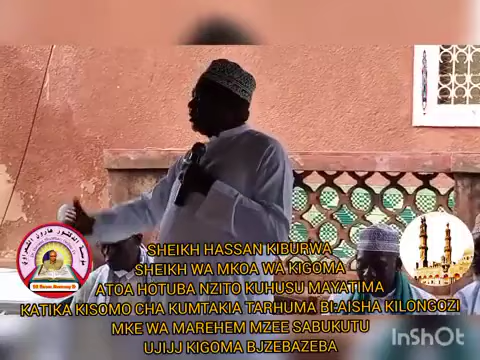 SHEIKH HASSAN KIBURWA
SHEIKH WA MKOA WA KIGOMA
ATOA HOTUBA NZITO KUHUSU MAYATIMA
KATIKA KISOMO CHA KUMTAKIA TARHUMA BI:AISHA KILONGOZI
MKE WA MAREHEM MZEE SABUKUTU
UJIJJ KIGOMA BJZEBAZEBA
InShOt